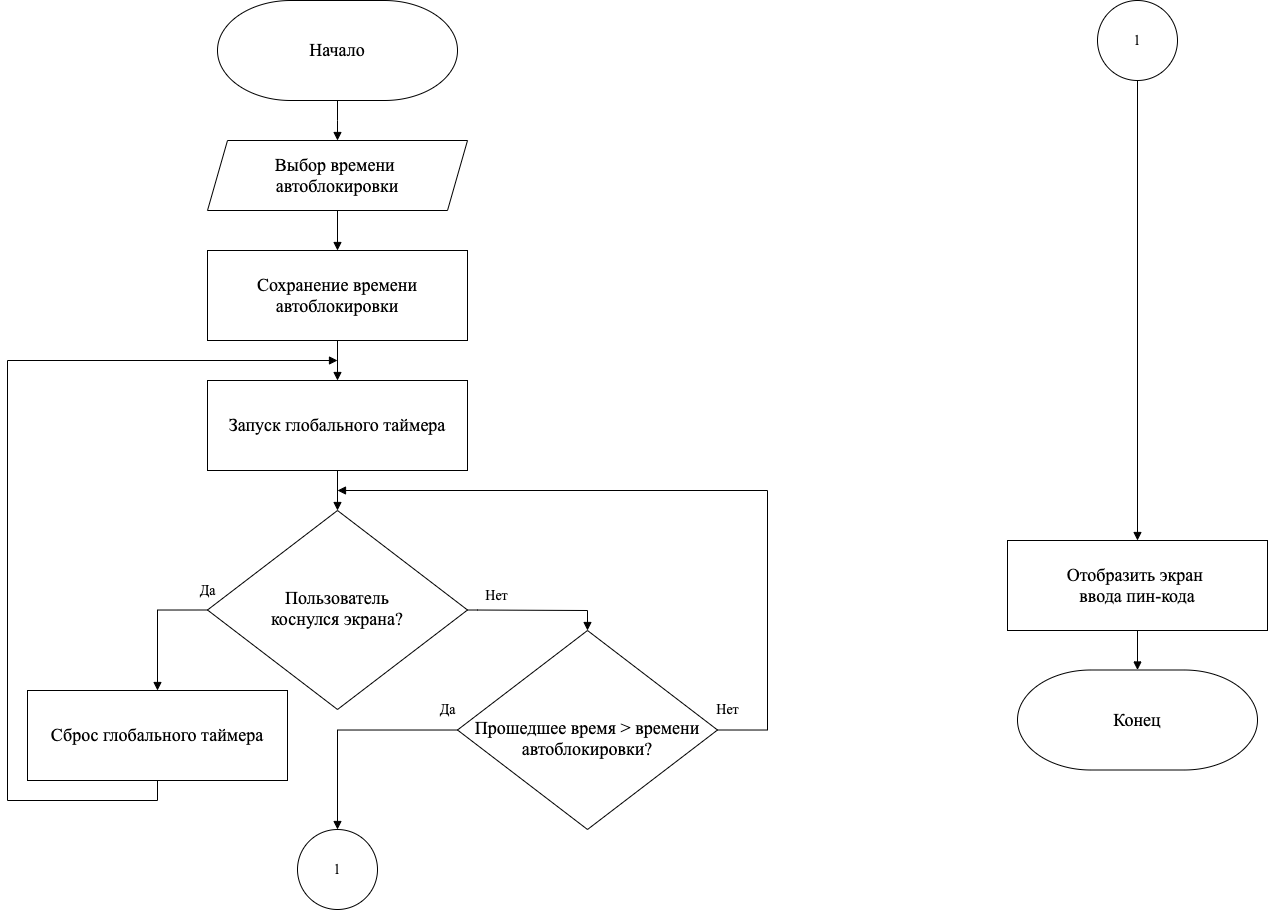 Начало
Выбор времени
автоблокировки
Сохранение времени
автоблокировки
Запуск глобального таймера
Да
Пользователь
коснулся экрана?
Нет
Сброс глобального таймера
Да
Прошедшее время > времени
автоблокировки?
Нет
1
1
Отобразить экран
ввода пин-кода
Конец